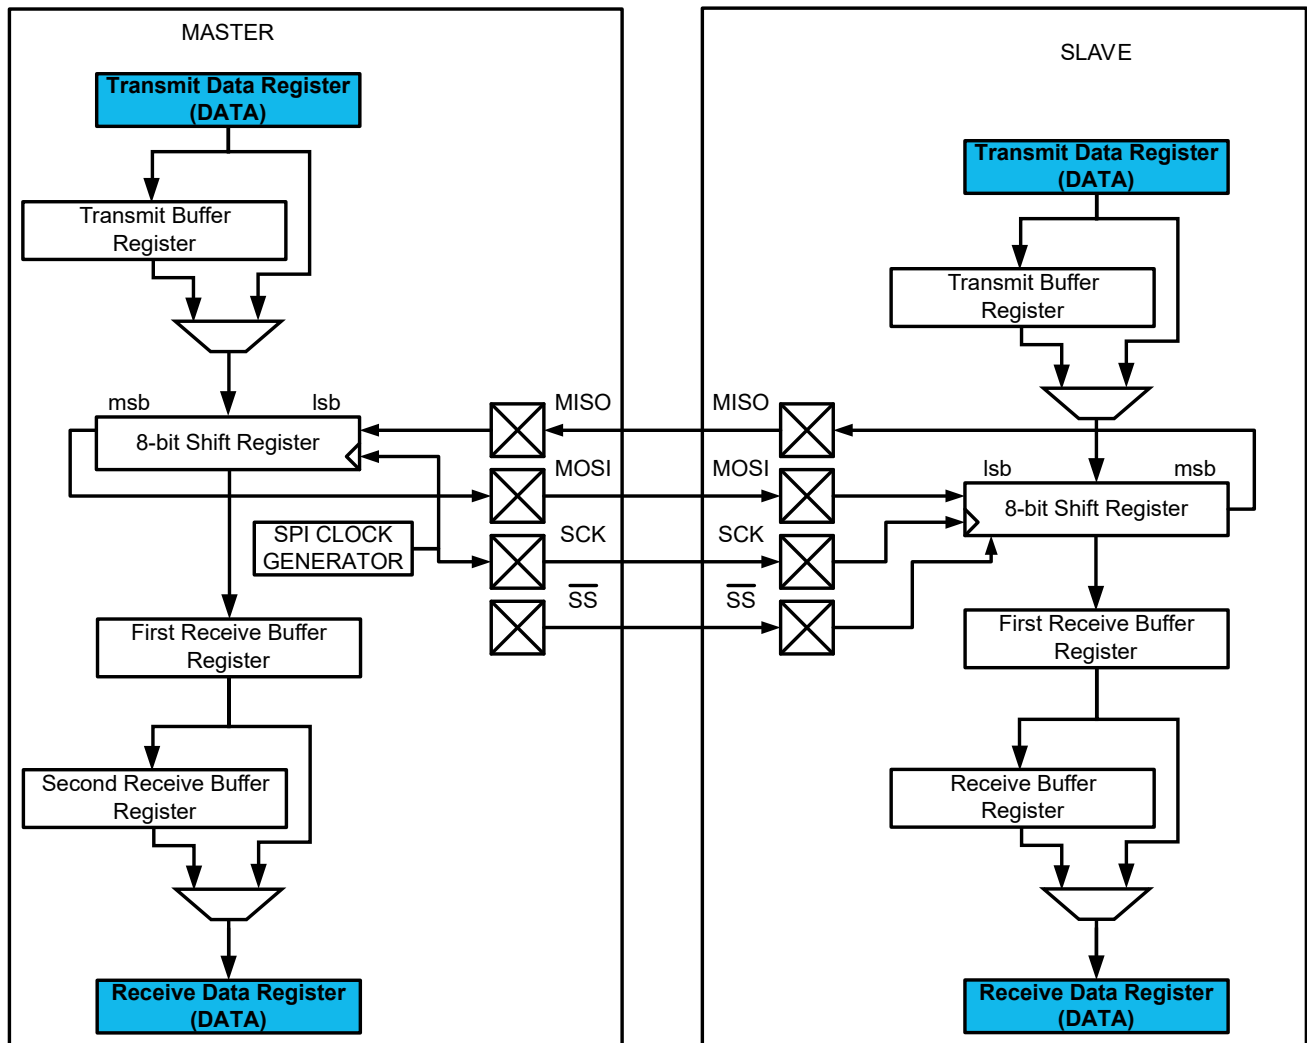 MASTER
Transmit Data Register
(DATA)
Transmit Buffer
Register
msb
lsb
8-bit Shift Register
SPI CLOCK
GENERATOR
First Receive Buffer
Register
Second Receive Buffer
Register
Receive Data Register
(DATA)
MISO
MOSI
SCK
SS
MISO
MOSI
SCK
SS
SLAVE
Transmit Data Register
(DATA)
Transmit Buffer
Register
lsb
msb
8-bit Shift Register
First Receive Buffer
Register
Receive Buffer
Register
Receive Data Register
(DATA)